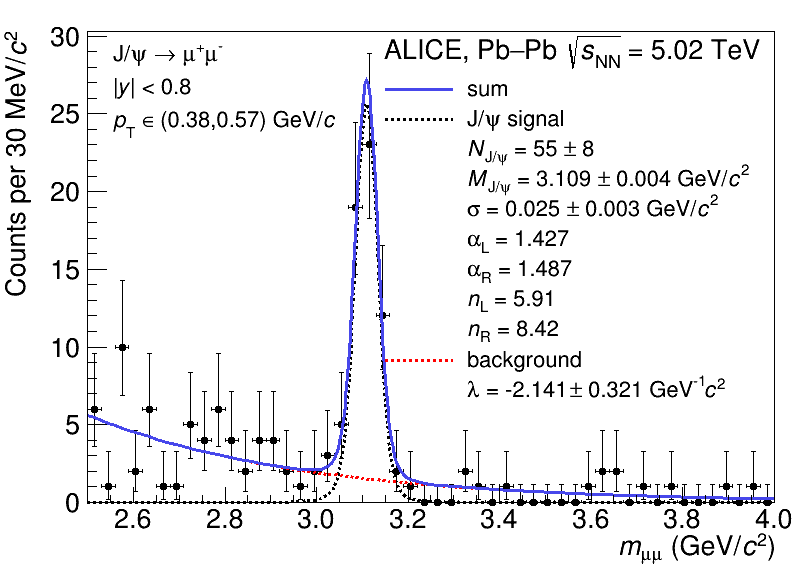 30
25
20
15
10
5
0
Counts per 30 MeV/c²
J/ψ → μ⁺μ⁻
|y| < 0.8
p_T ∈ (0.38,0.57) GeV/c
ALICE, Pb–Pb √s_NN = 5.02 TeV
sum
J/ψ signal
N_J/ψ = 55 ± 8
M_J/ψ = 3.109 ± 0.004 GeV/c²
σ = 0.025 ± 0.003 GeV/c²
α_L = 1.427
α_R = 1.487
n_L = 5.91
n_R = 8.42
background
λ = -2.141± 0.321 GeV⁻¹c²
2.6 2.8 3.0 3.2 3.4 3.6 3.8 4.0
m_μμ (GeV/c²)